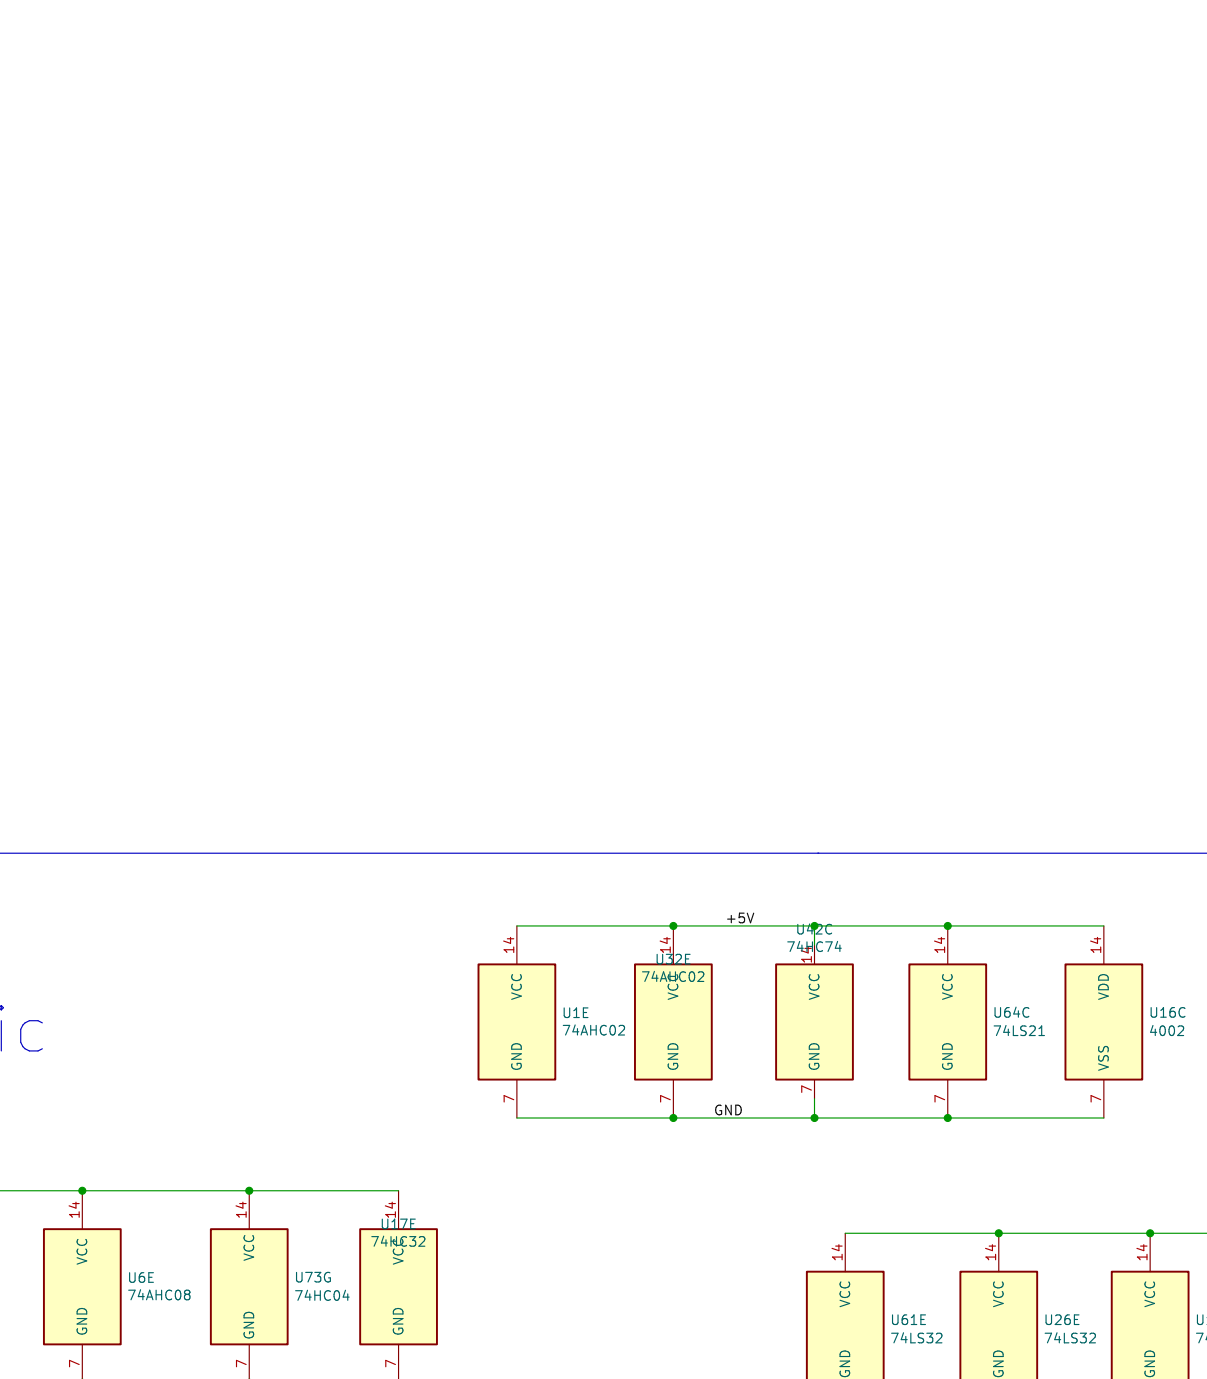 +5V
14
14
14
14
14
U42C
74HC74
U32E
74AHC02
VCC
VCC
VCC
VCC
VDD
U1E
74AHC02
U64C
74LS21
U16C
4002
ic
GND
GND
GND
GND
VSS
7
7
7
7
7
GND
14
14
14
U17E
74HC32
VCC
VCC
VCC
14
14
14
U6E
74AHC08
U73G
74HC04
VCC
VCC
VCC
GND
GND
GND
U61E
74LS32
U26E
74LS32
7
7
7
GND
GND
GND